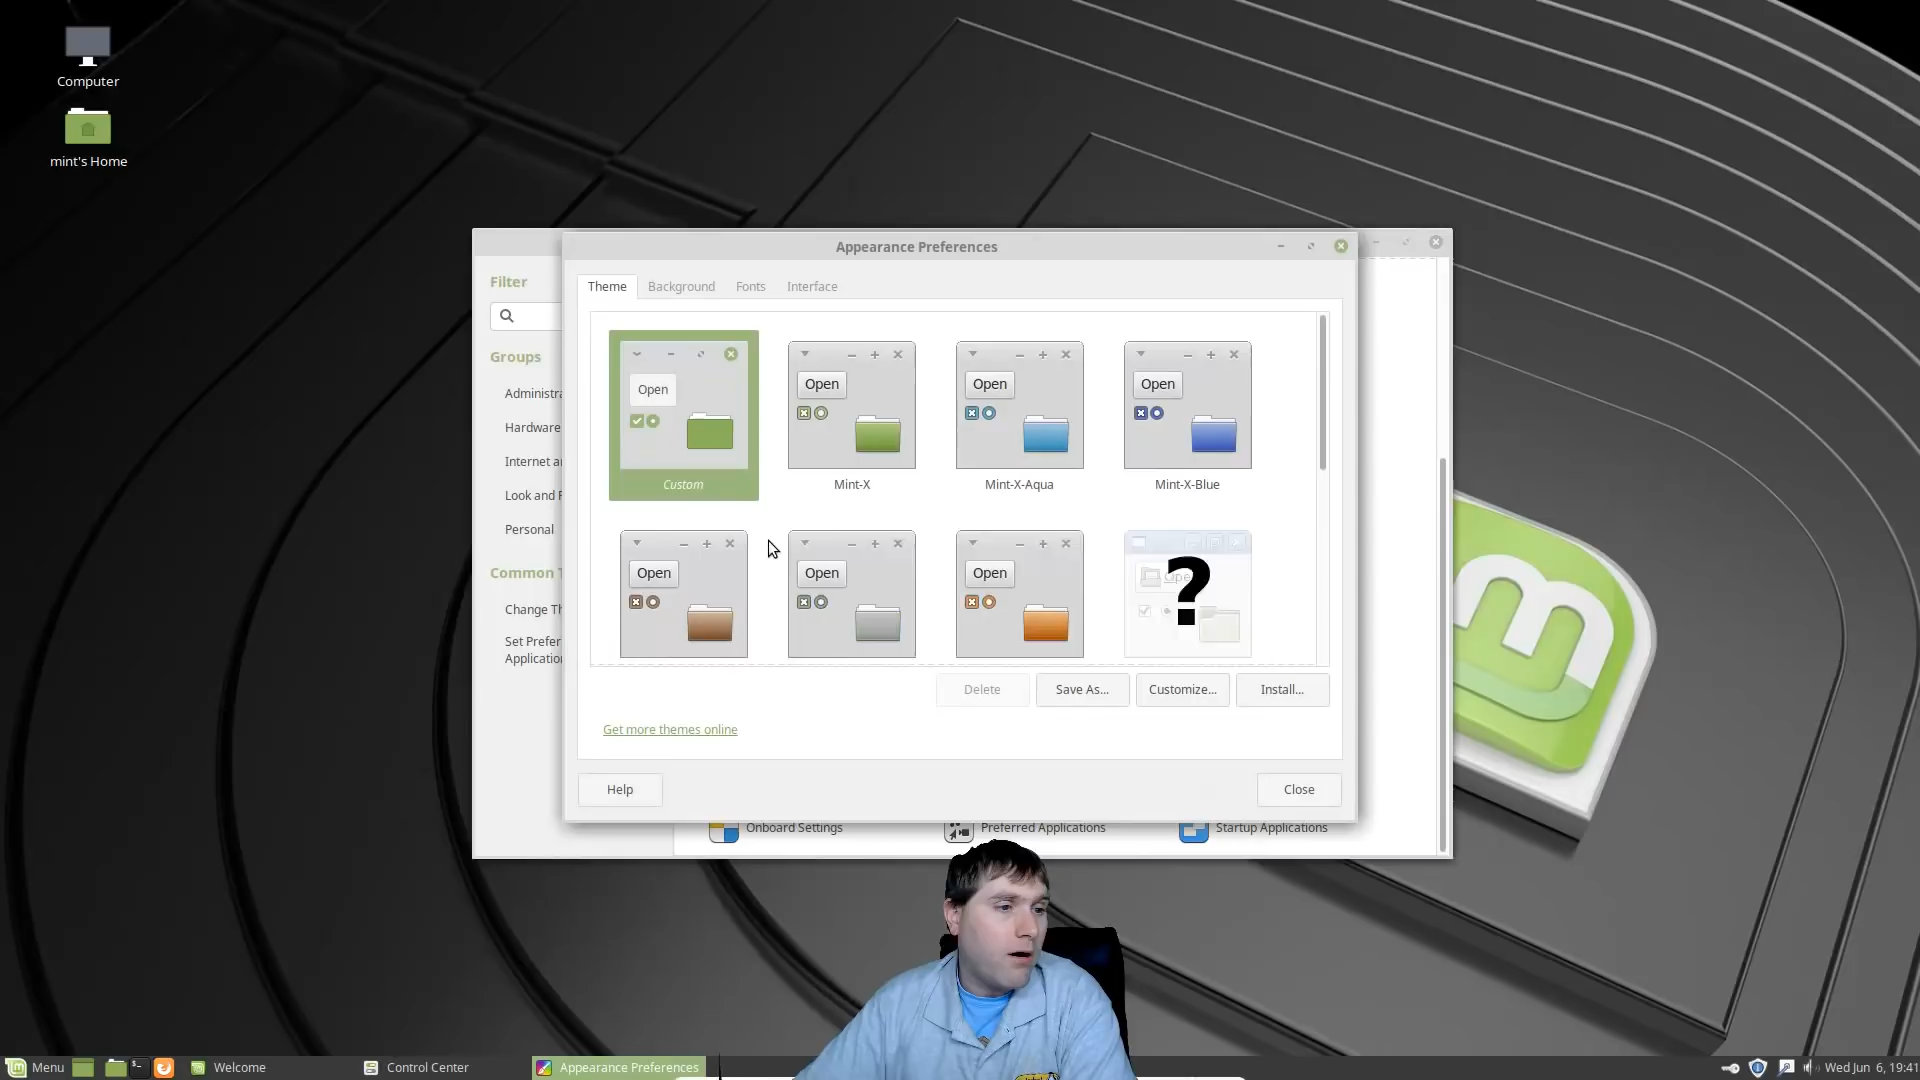 Computer
mint's Home
Appearance Preferences
Filter
Theme
Background
Fonts
Interface
Groups
Open
Open
Open
Open
Administra
Hardware
Internet a
Look and F
Personal
Custom
Mint-X
Mint-X-Aqua
Mint-X-Blue
Common T
Open
Open
Open
Ope
?
Change Th
Set Prefer
Applicatio
Delete
Save As...
Customize...
Install...
Get more themes online
Help
Close
Onboard Settings
Preferred Applications
Startup Applications
Menu
Welcome
Control Center
Appearance Preferences
Wed Jun 6, 19:41